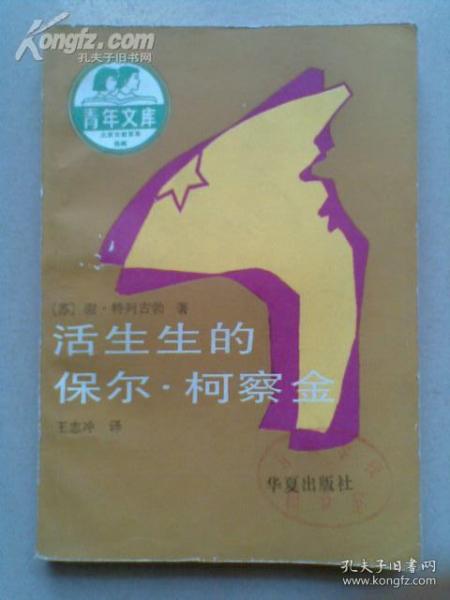 Kongfz.com
孔夫子旧书网
青年文库
[苏] 谢·特列古勃 著
活生生的
保尔·柯察金
王志冲 译
华夏出版社
孔夫子旧书网
www.kongfz.com